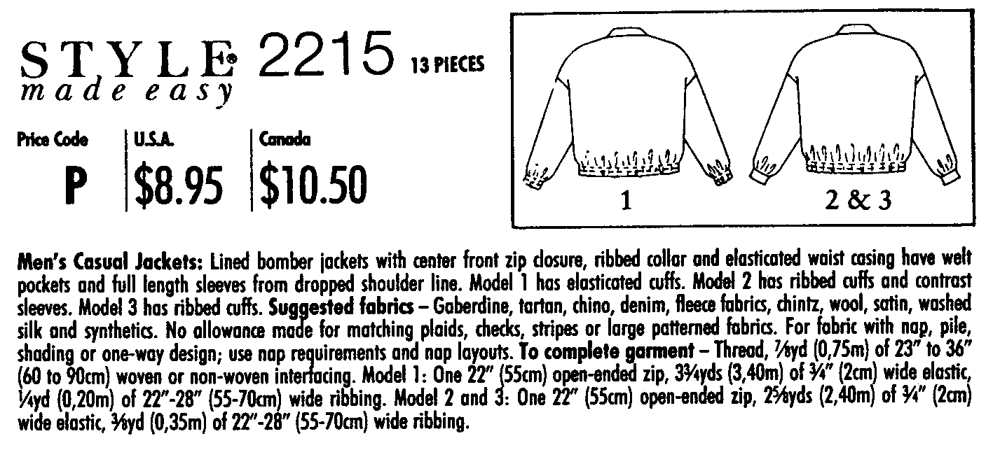 STYLE® 2215 13 PIECES
made easy
Price Code U.S.A. Canada
P $8.95 $10.50
1 2 & 3
Men's Casual Jackets: Lined bomber jackets with center front zip closure, ribbed collar and elasticated waist casing have welt
pockets and full length sleeves from dropped shoulder line. Model 1 has elasticated cuffs. Model 2 has ribbed cuffs and contrast
sleeves. Model 3 has ribbed cuffs. Suggested fabrics – Gaberdine, tartan, chino, denim, fleece fabrics, chintz, wool, satin, washed
silk and synthetics. No allowance made for matching plaids, checks, stripes or large patterned fabrics. For fabric with nap, pile,
shading or one-way design; use nap requirements and nap layouts. To complete garment – Thread, ⅞yd (0,75m) of 23" to 36"
(60 to 90cm) woven or non-woven interfacing. Model 1: One 22" (55cm) open-ended zip, 3¾yds (3,40m) of ¾" (2cm) wide elastic,
¼yd (0,20m) of 22"-28" (55-70cm) wide ribbing. Model 2 and 3: One 22" (55cm) open-ended zip, 2⅝yds (2,40m) of ¾" (2cm)
wide elastic, ⅜yd (0,35m) of 22"-28" (55-70cm) wide ribbing.